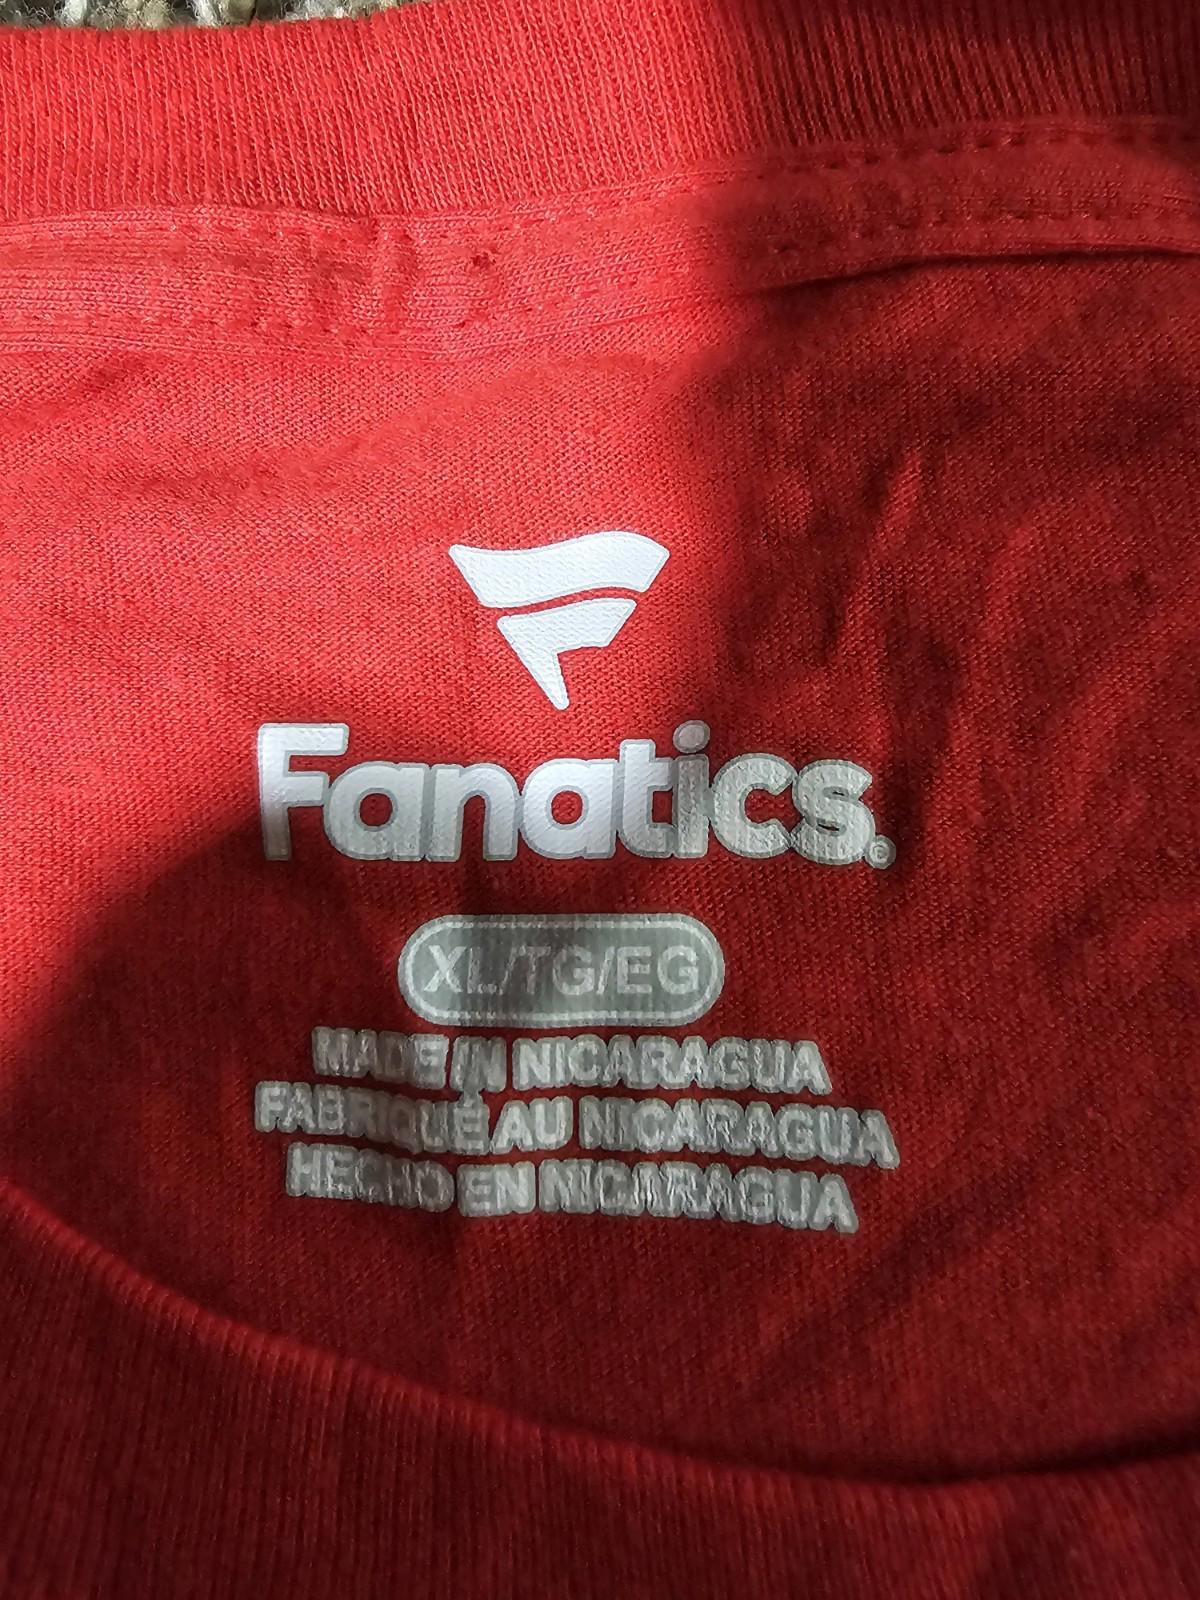 Fanatics.©
XL/TG/EG
MADE IN NICARAGUA
FABRIQUÉ AU NICARAGUA
HECHO EN NICARAGUA